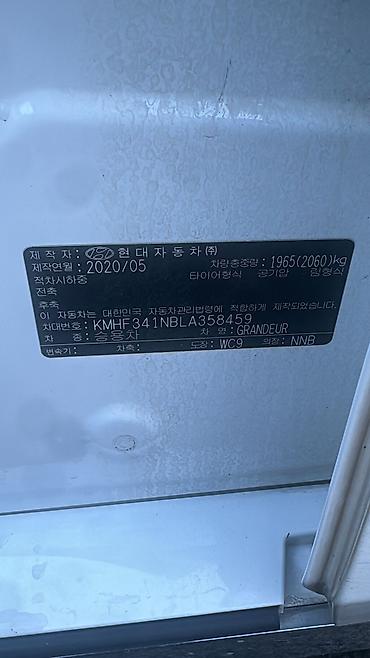 제 작 자: 현대자동차㈜
제작연월: 2020/05 차량총중량: 1965(2060)kg
적차시하중 타이어형식 공기압 림형식
전축
후축
이 자동차는 대한민국 자동차관리법령에 적합하게 제작되었습니다.
차대번호: KMHF341NBLA358459
차 종: 승용차 차 명: GRANDEUR
변속기: 차축: 도장: WC9 의장: NNB